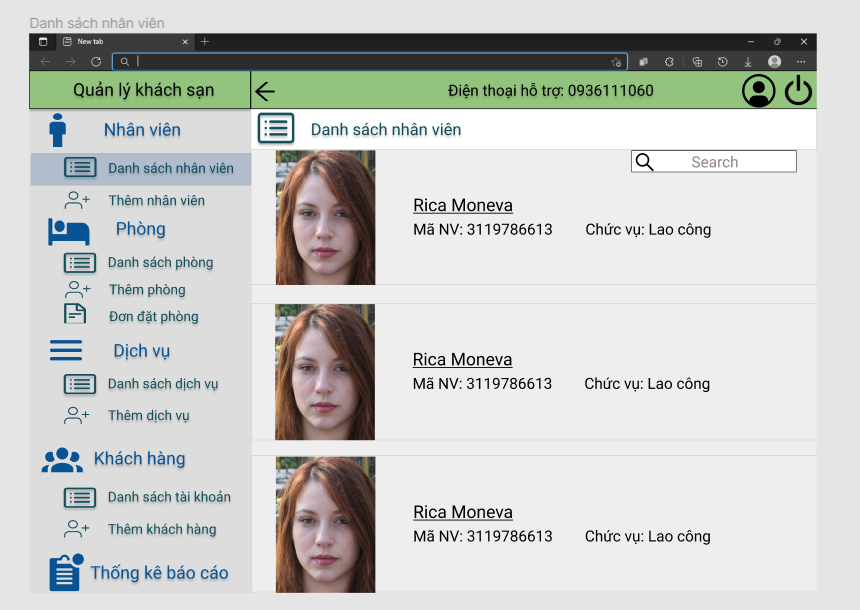 Danh sách nhân viên
New tab
Quản lý khách sạn
Điện thoại hỗ trợ: 0936111060
Nhân viên
Danh sách nhân viên
Thêm nhân viên
Phòng
Danh sách phòng
Thêm phòng
Đơn đặt phòng
Dịch vụ
Danh sách dịch vụ
Thêm dịch vụ
Khách hàng
Danh sách tài khoản
Thêm khách hàng
Thống kê báo cáo
Danh sách nhân viên
Search
Rica Moneva
Mã NV: 3119786613 Chức vụ: Lao công
Rica Moneva
Mã NV: 3119786613 Chức vụ: Lao công
Rica Moneva
Mã NV: 3119786613 Chức vụ: Lao công